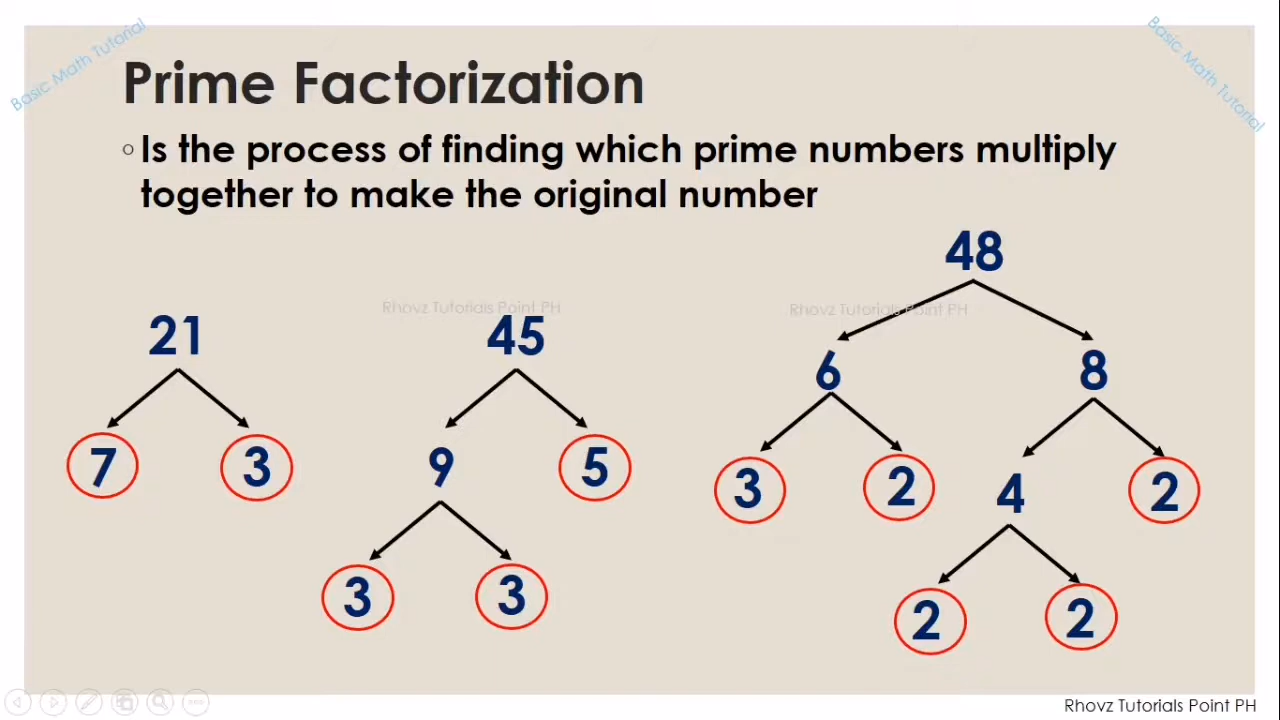 Basic Math Tutorial
Basic Math Tutorial
Prime Factorization
Is the process of finding which prime numbers multiply
together to make the original number
48
Rhovz Tutorials Point PH
Rhovz Tutorials Point PH
21
45
6
8
7
3
9
5
3
2
4
2
3
3
2
2
Rhovz Tutorials Point PH